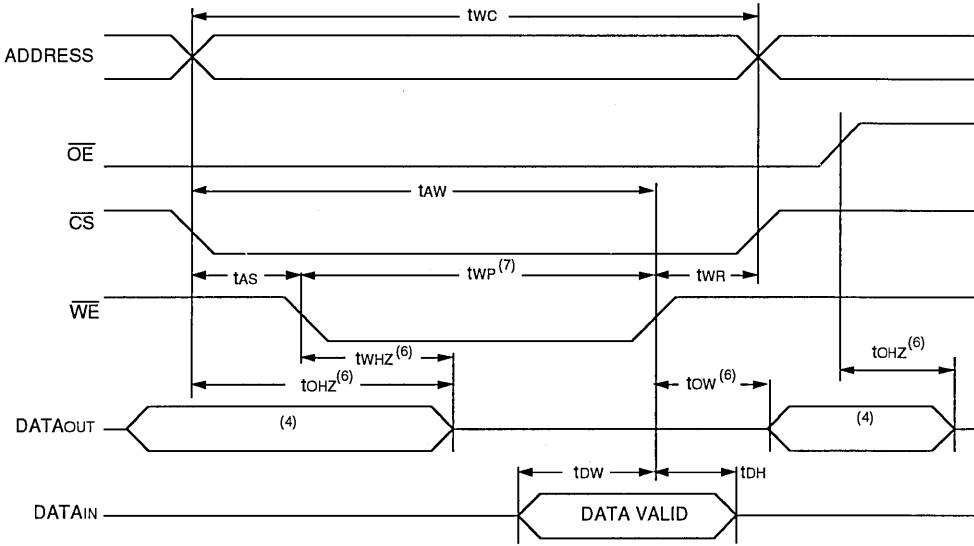 tWC
ADDRESS
OE
tAW
CS
tAS
tWP(7)
tWR
WE
tWHZ(6)
tOHZ(6)
tOHZ(6)
tOW(6)
DATAOUT
(4)
(4)
tDW
tDH
DATAIN
DATA VALID